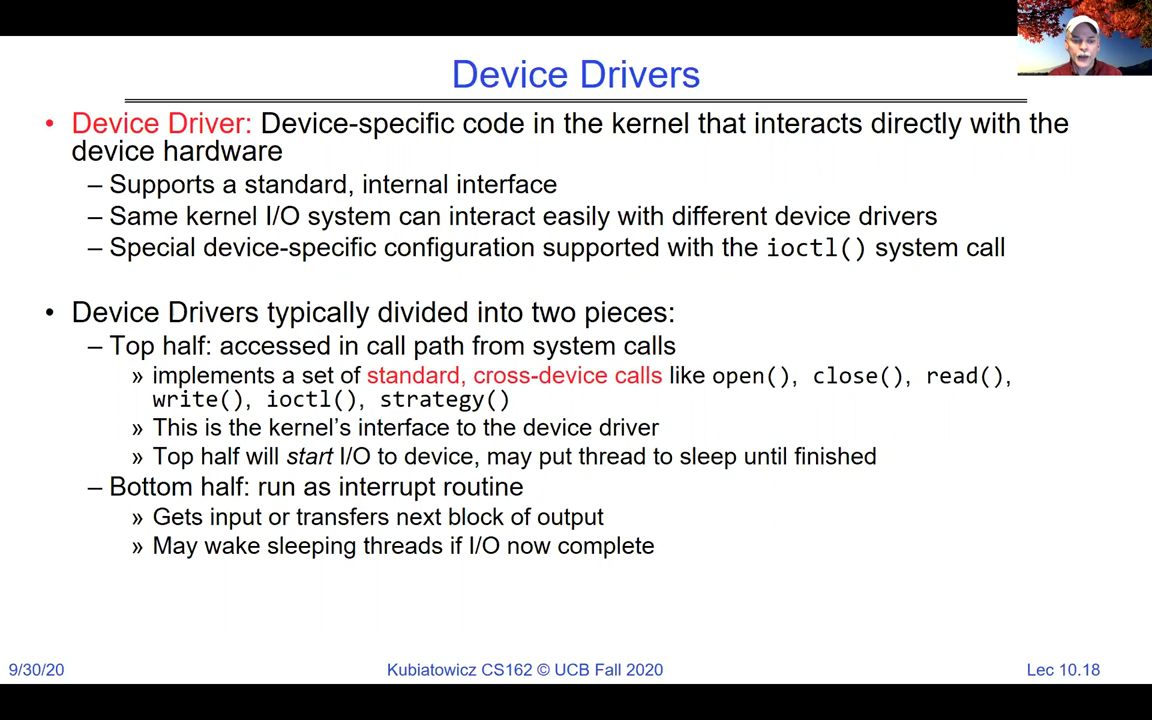 Device Drivers
• Device Driver: Device-specific code in the kernel that interacts directly with the
device hardware
– Supports a standard, internal interface
– Same kernel I/O system can interact easily with different device drivers
– Special device-specific configuration supported with the ioctl() system call
• Device Drivers typically divided into two pieces:
– Top half: accessed in call path from system calls
» implements a set of standard, cross-device calls like open(), close(), read(),
write(), ioctl(), strategy()
» This is the kernel’s interface to the device driver
» Top half will start I/O to device, may put thread to sleep until finished
– Bottom half: run as interrupt routine
» Gets input or transfers next block of output
» May wake sleeping threads if I/O now complete
9/30/20 Kubiatowicz CS162 © UCB Fall 2020 Lec 10.18